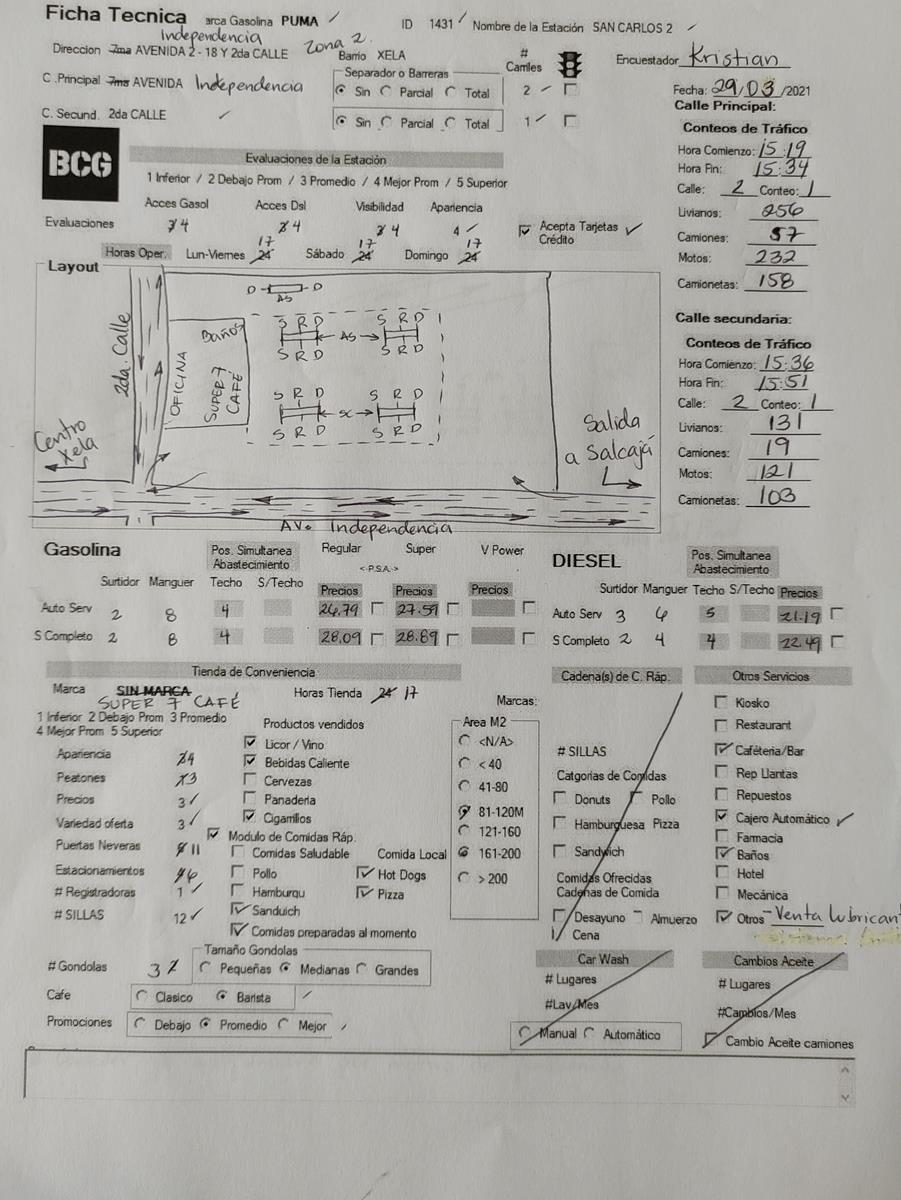 Ficha Tecnica arca Gasolina PUMA ID 1431 Nombre de la Estación SAN CARLOS 2
Independencia Zona 2.
Direccion 7ma AVENIDA 2 - 18 Y 2da CALLE Barrio XELA # Carriles Encuestador Kristian
C .Principal 7ma AVENIDA Independencia Separador o Barreras Sin Parcial Total 2 Fecha: 29/03/2021
C. Secund. 2da CALLE Sin Parcial Total 1
BCG
Evaluaciones de la Estación
1 Inferior / 2 Debajo Prom / 3 Promedio / 4 Mejor Prom / 5 Superior
Acces Gasol Acces Dsl Visibilidad Apariencia
Evaluaciones 4 4 4 4 Acepta Tarjetas Crédito
17 17 17
Horas Oper. Lun-Viernes 24 Sábado 24 Domingo 24
Calle Principal:
Conteos de Tráfico
Hora Comienzo: 15:19
Hora Fin: 15:34
Calle: 2 Conteo: 1
Livianos: 256
Camiones: 57
Motos: 232
Camionetas: 158
Calle secundaria:
Conteos de Tráfico
Hora Comienzo: 15:36
Hora Fin: 15:51
Calle: 2 Conteo: 1
Livianos: 131
Camiones: 19
Motos: 121
Camionetas: 103
Layout
D D
AS
2da. Calle
OFICINA
Baños
SUPER 7 CAFÉ
S R D S R D
AS
S R D S R D
S R D S R D
SC
S R D S R D
Centro Xela
Salida a Salcajá
AV. Independencia
Gasolina
Pos. Simultanea Abastecimiento Regular Super V Power
<-P.S.A.->
Surtidor Manguer Techo S/Techo Precios Precios Precios
Auto Serv 2 8 4 26.79 27.59
S Completo 2 8 4 28.09 28.89
DIESEL
Pos. Simultanea Abastecimiento
Surtidor Manguer Techo S/Techo Precios
Auto Serv 3 6 5 21.19
S Completo 2 4 4 22.49
Tienda de Conveniencia
Marca SIN MARCA Horas Tienda 24 17
SUPER 7 CAFÉ
1 Inferior 2 Debajo Prom 3 Promedio
4 Mejor Prom 5 Superior
Apariencia 4
Peatones 3
Precios 3
Variedad oferta 3
Puertas Neveras 11
Estacionamientos 6
# Registradoras 1
# SILLAS 12
Productos vendidos
Licor / Vino
Bebidas Caliente
Cervezas
Panaderia
Cigarrillos
Modulo de Comidas Ráp.
Comidas Saludable Comida Local
Pollo Hot Dogs
Hamburgu Pizza
Sanduich
Comidas preparadas al momento
Marcas:
Area M2
<N/A>
< 40
41-80
81-120M
121-160
161-200
> 200
# Gondolas 3
Tamaño Gondolas
Pequeñas Medianas Grandes
Cafe Clasico Barista
Promociones Debajo Promedio Mejor
Cadena(s) de C. Ráp.
# SILLAS
Catgorias de Comidas
Donuts Pollo
Hamburguesa Pizza
Sandwich
Comidas Ofrecidas
Cadenas de Comida
Desayuno Almuerzo
Cena
Car Wash
# Lugares
#Lav/Mes
Manual Automático
Otros Servicios
Kiosko
Restaurant
Cafeteria/Bar
Rep Llantas
Repuestos
Cajero Automático
Farmacia
Baños
Hotel
Mecánica
Otros - Venta lubrican
Cambios Aceite
# Lugares
#Cambios/Mes
Cambio Aceite camiones